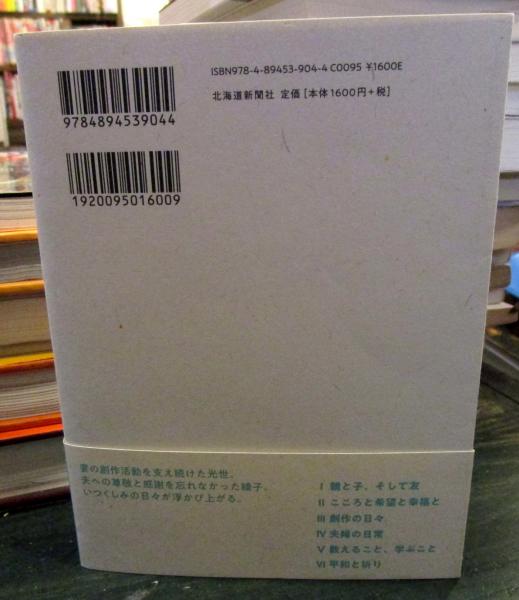 ISBN978-4-89453-904-4 C0095 ¥1600E
北海道新聞社 定価［本体1600円+税］
9784894539044
1920095016009
妻の創作活動を支え続けた光世。
夫への尊敬と感謝を忘れなかった綾子。
いつくしみの日々が浮かび上がる。
I 親と子、そして友
II こころと希望と幸福と
III 創作の日々
IV 夫婦の日常
V 教えること、学ぶこと
VI 平和と祈り